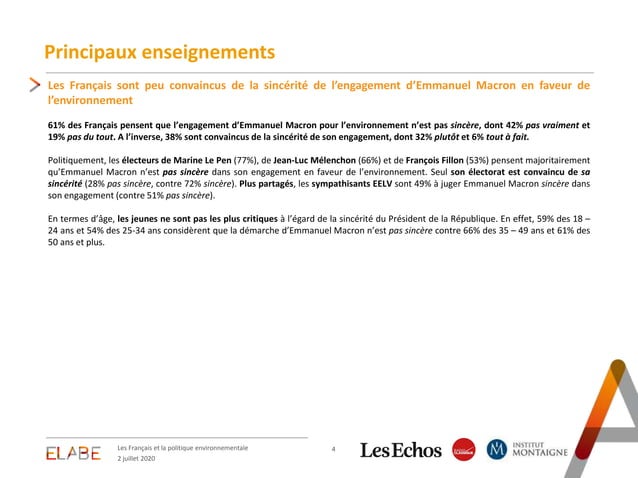 Principaux enseignements
Les Français sont peu convaincus de la sincérité de l’engagement d’Emmanuel Macron en faveur de
l’environnement
61% des Français pensent que l’engagement d’Emmanuel Macron pour l’environnement n’est pas sincère, dont 42% pas vraiment et
19% pas du tout. A l’inverse, 38% sont convaincus de la sincérité de son engagement, dont 32% plutôt et 6% tout à fait.
Politiquement, les électeurs de Marine Le Pen (77%), de Jean-Luc Mélenchon (66%) et de François Fillon (53%) pensent majoritairement
qu’Emmanuel Macron n’est pas sincère dans son engagement en faveur de l’environnement. Seul son électorat est convaincu de sa
sincérité (28% pas sincère, contre 72% sincère). Plus partagés, les sympathisants EELV sont 49% à juger Emmanuel Macron sincère dans
son engagement (contre 51% pas sincère).
En termes d’âge, les jeunes ne sont pas les plus critiques à l’égard de la sincérité du Président de la République. En effet, 59% des 18 –
24 ans et 54% des 25-34 ans considèrent que la démarche d’Emmanuel Macron n’est pas sincère contre 66% des 35 – 49 ans et 61% des
50 ans et plus.
ELABE
Les Français et la politique environnementale
2 juillet 2020
4
LesEchos
RADIO CLASSIQUE
INSTITUT
MONTAIGNE